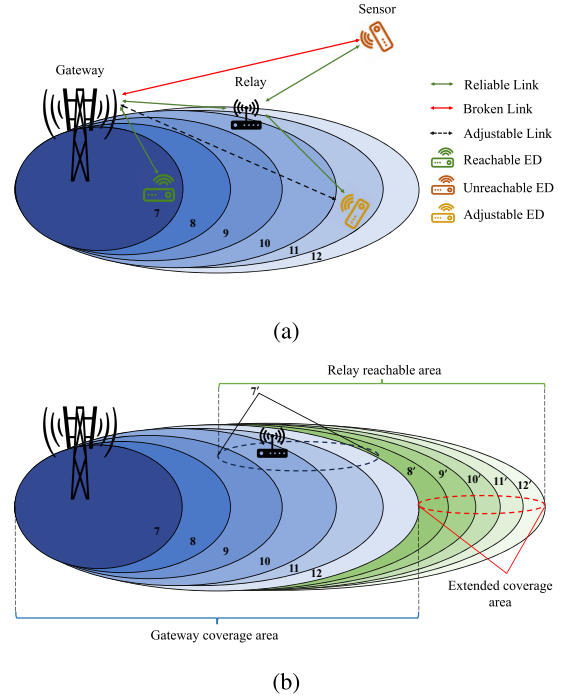 Sensor
Gateway
Relay
Reliable Link
Broken Link
Adjustable Link
Reachable ED
Unreachable ED
Adjustable ED
7
8
9
10
11
12
(a)
Relay reachable area
7′
8′
9′
10′
11′
12′
7
8
9
10
11
12
Extended coverage
area
Gateway coverage area
(b)